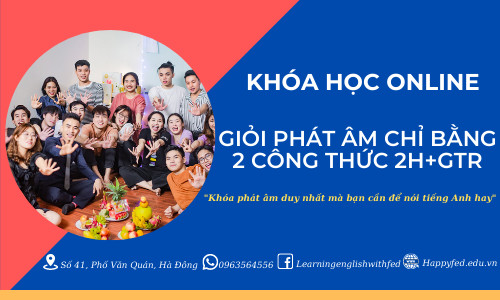 KHÓA HỌC ONLINE
GIỎI PHÁT ÂM CHỈ BẰNG
2 CÔNG THỨC 2H+GTR
"Khóa phát âm duy nhất mà bạn cần để nói tiếng Anh hay"
Số 41, Phố Văn Quán, Hà Đông 0963564556 Learningenglishwithfed Happyfed.edu.vn